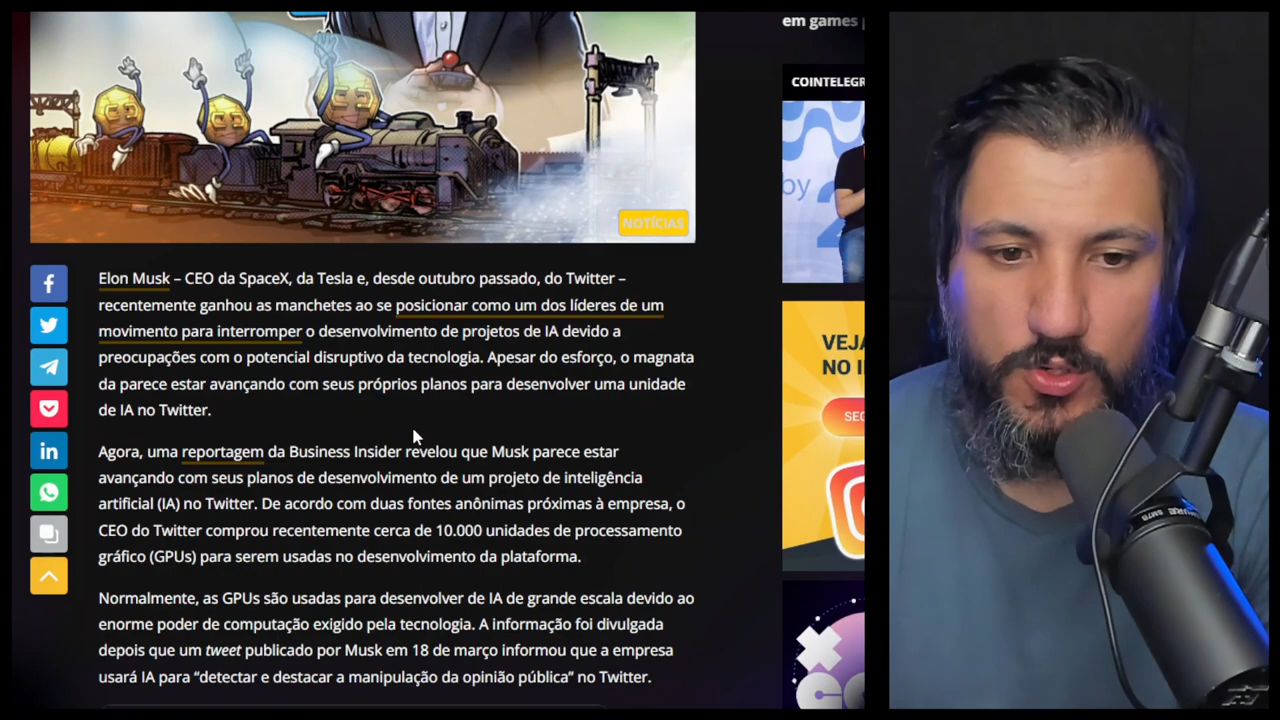 em games
COINTELEGR
by 2
NOTÍCIAS
Elon Musk – CEO da SpaceX, da Tesla e, desde outubro passado, do Twitter –
recentemente ganhou as manchetes ao se posicionar como um dos líderes de um
movimento para interromper o desenvolvimento de projetos de IA devido a
preocupações com o potencial disruptivo da tecnologia. Apesar do esforço, o magnata
da parece estar avançando com seus próprios planos para desenvolver uma unidade
de IA no Twitter.
Agora, uma reportagem da Business Insider revelou que Musk parece estar
avançando com seus planos de desenvolvimento de um projeto de inteligência
artificial (IA) no Twitter. De acordo com duas fontes anônimas próximas à empresa, o
CEO do Twitter comprou recentemente cerca de 10.000 unidades de processamento
gráfico (GPUs) para serem usadas no desenvolvimento da plataforma.
Normalmente, as GPUs são usadas para desenvolver de IA de grande escala devido ao
enorme poder de computação exigido pela tecnologia. A informação foi divulgada
depois que um tweet publicado por Musk em 18 de março informou que a empresa
usará IA para “detectar e destacar a manipulação da opinião pública” no Twitter.
VEJA
NO I
SEG
SHURE SM7B